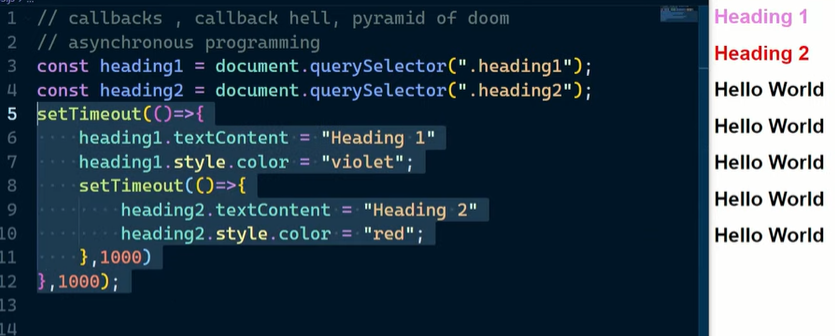 1 // callbacks , callback hell, pyramid of doom
2 // asynchronous programming
3 const heading1 = document.querySelector(".heading1");
4 const heading2 = document.querySelector(".heading2");
5 setTimeout(()=>{
6 heading1.textContent = "Heading 1"
7 heading1.style.color = "violet";
8 setTimeout(()=>{
9 heading2.textContent = "Heading 2"
10 heading2.style.color = "red";
11 },1000)
12 },1000);
13
14
Heading 1
Heading 2
Hello World
Hello World
Hello World
Hello World
Hello World